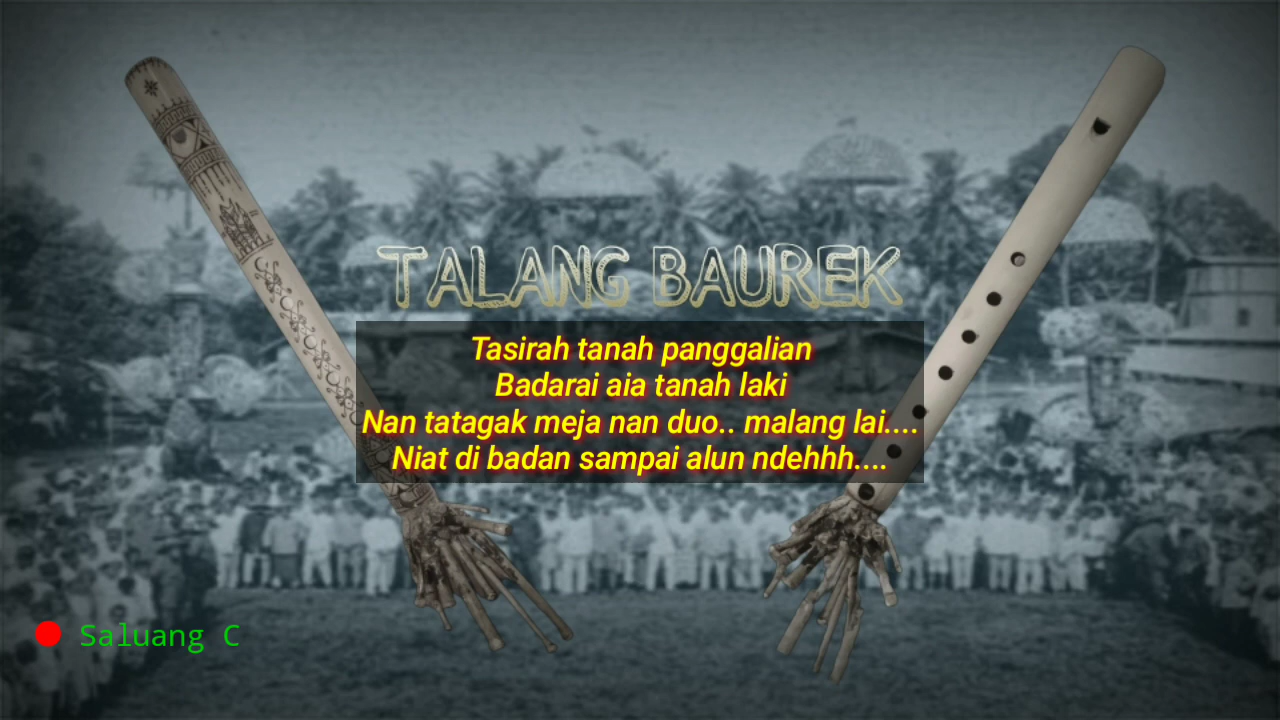 TALANG BAUREK
Tasirah tanah panggalian
Badarai aia tanah laki
Nan tatagak meja nan duo.. malang lai....
Niat di badan sampai alun ndehhh....
Saluang C